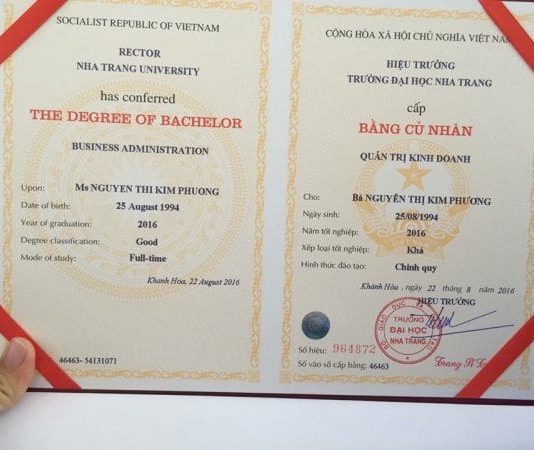 SOCIALIST REPUBLIC OF VIETNAM
RECTOR
NHA TRANG UNIVERSITY
has conferred
THE DEGREE OF BACHELOR
BUSINESS ADMINISTRATION
Upon: Ms NGUYEN THI KIM PHUONG
Date of birth: 25 August 1994
Year of graduation: 2016
Degree classification: Good
Mode of study: Full-time
Khanh Hoa, 22 August 2016
46463- 54131071
CỘNG HÒA XÃ HỘI CHỦ NGHĨA VIỆT NAM
HIỆU TRƯỞNG
TRƯỜNG ĐẠI HỌC NHA TRANG
cấp
BẰNG CỬ NHÂN
QUẢN TRỊ KINH DOANH
Cho: Bà NGUYỄN THỊ KIM PHƯƠNG
Ngày sinh: 25/08/1994
Năm tốt nghiệp: 2016
Xếp loại tốt nghiệp: Khá
Hình thức đào tạo: Chính quy
Khánh Hòa , ngày 22 tháng 8 năm 2016
HIỆU TRƯỞNG
TRƯỜNG
ĐẠI HỌC
NHA TRANG
Số hiệu: 964872
Số vào sổ cấp bằng: 46463
Trang Sĩ